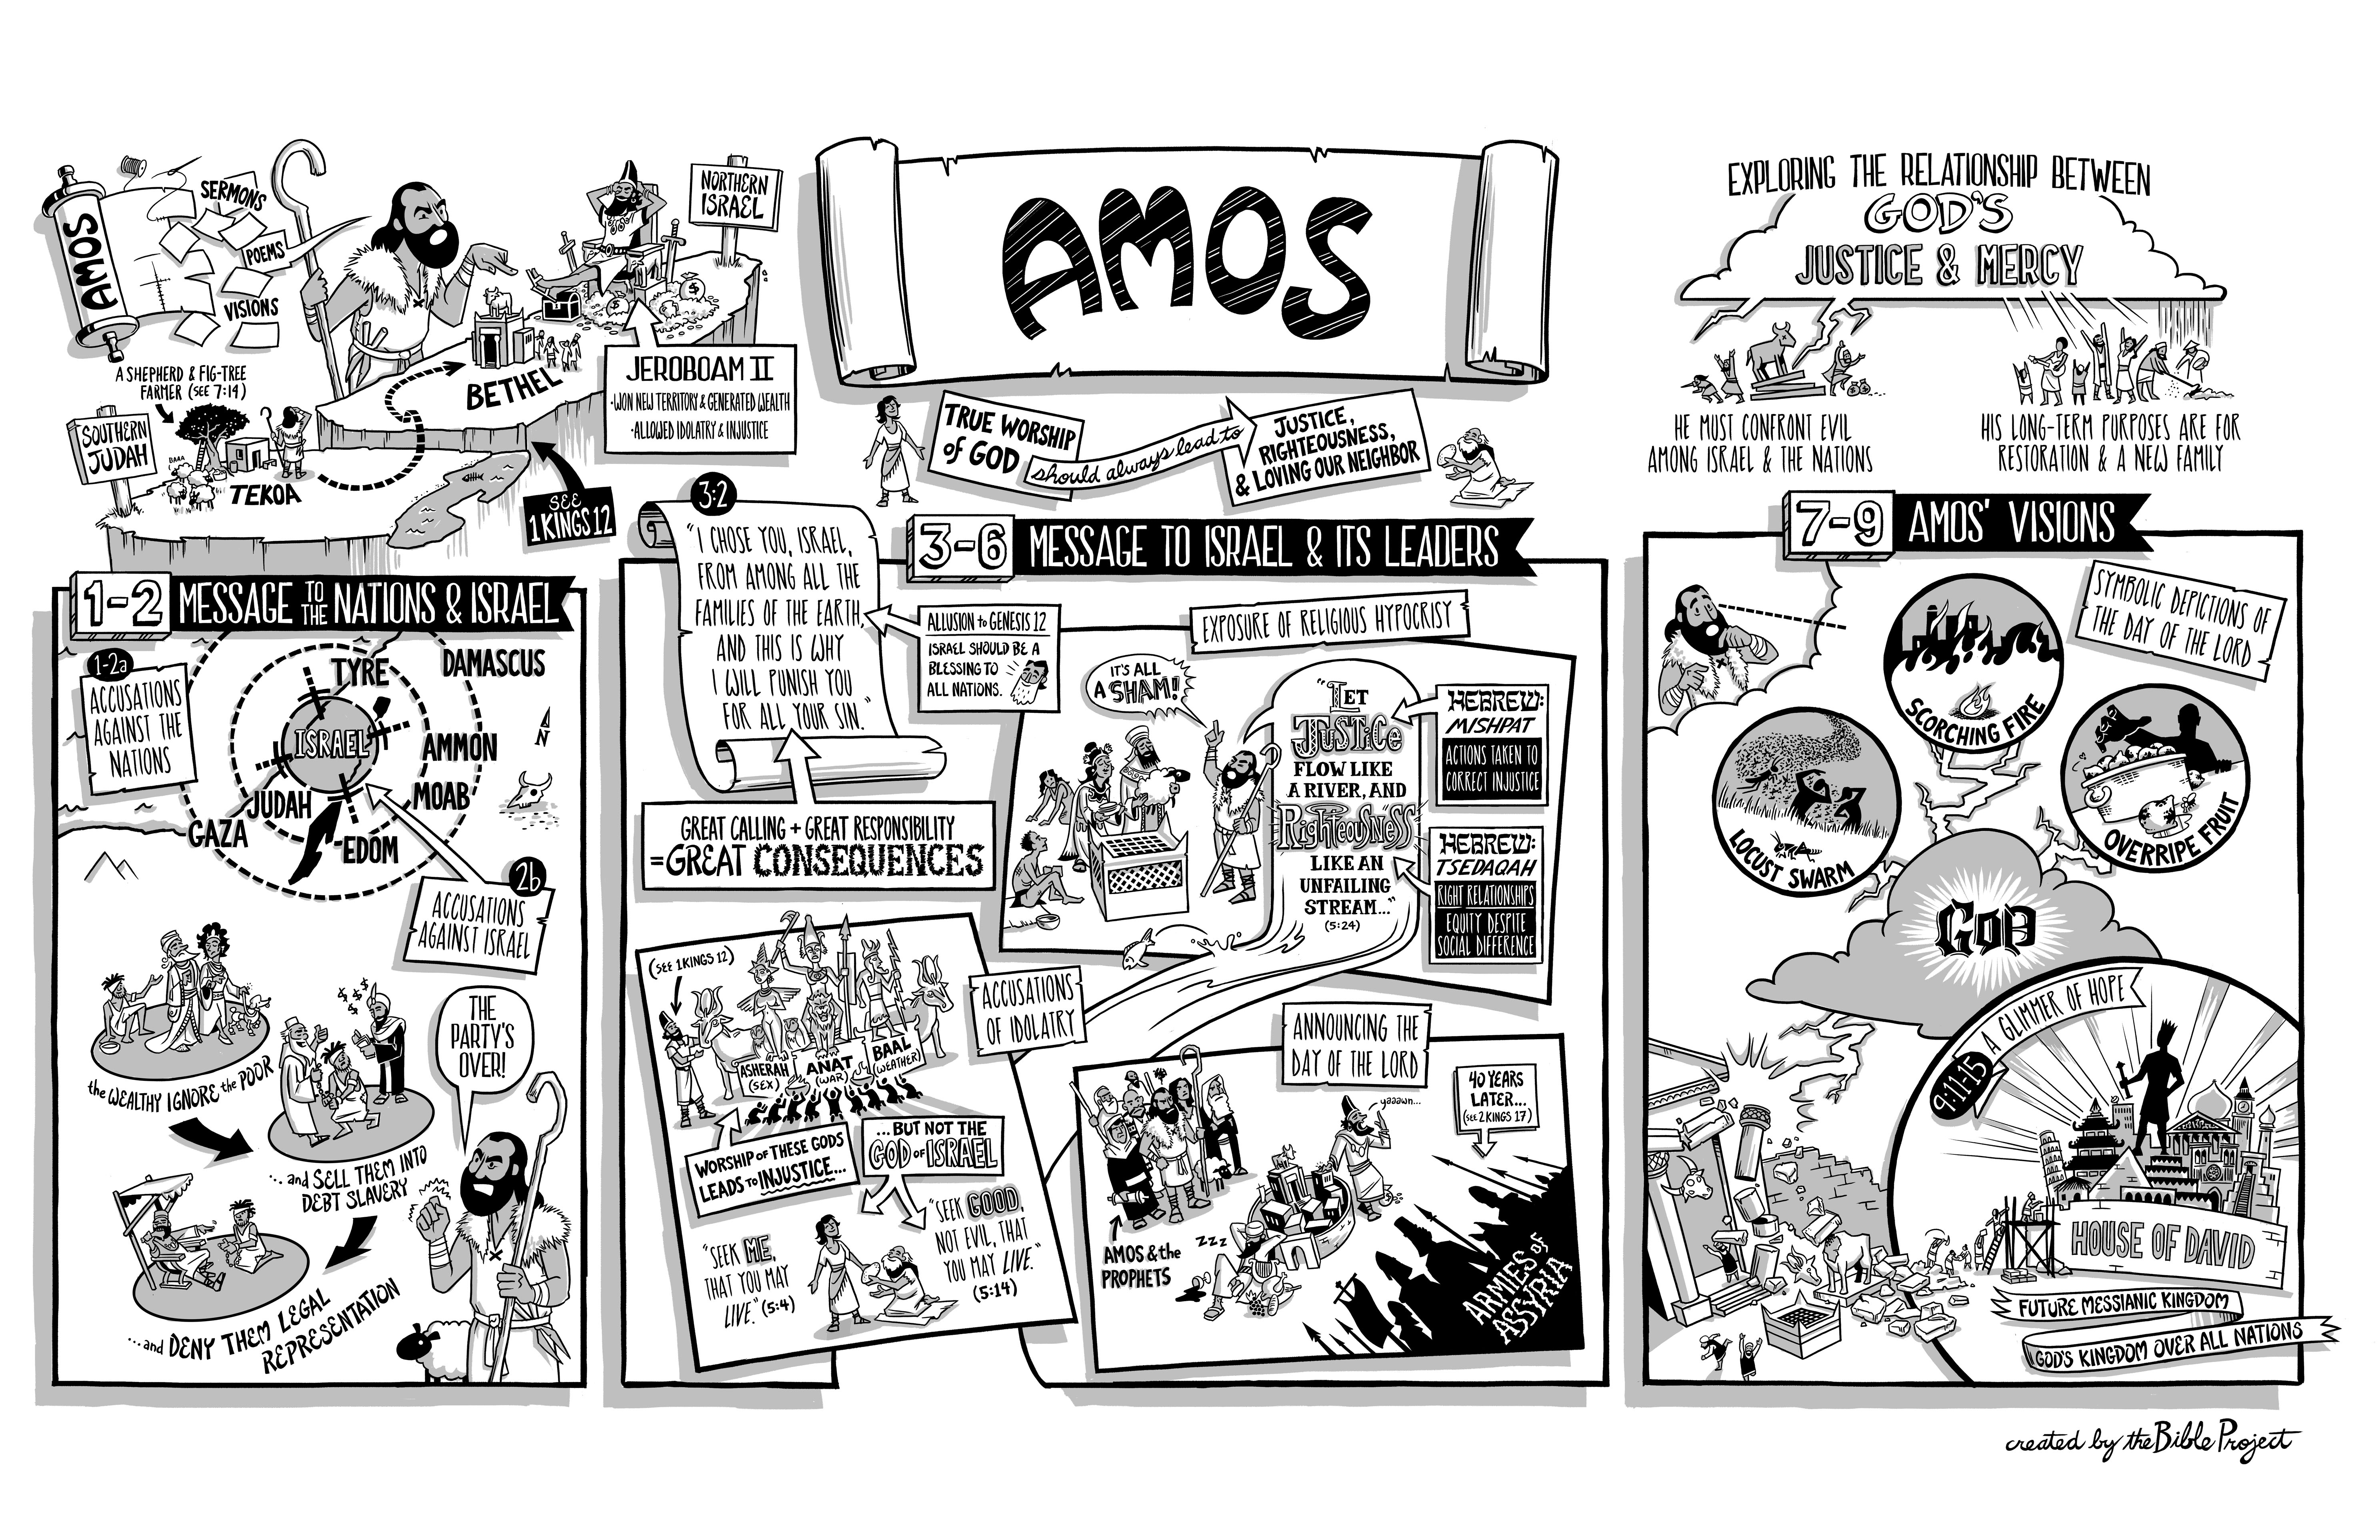 AMOS
SERMONS
POEMS
VISIONS
A SHEPHERD & FIG-TREE
FARMER (SEE 7:14)
SOUTHERN
JUDAH
BAAA
TEKOA
BETHEL
NORTHERN
ISRAEL
JEROBOAM II
·WON NEW TERRITORY & GENERATED WEALTH
·ALLOWED IDOLATRY & INJUSTICE
SEE
1 KINGS 12
AMOS
TRUE WORSHIP
of GOD
should always lead to
JUSTICE,
RIGHTEOUSNESS,
& LOVING OUR NEIGHBOR
EXPLORING THE RELATIONSHIP BETWEEN
GOD'S
JUSTICE & MERCY
HE MUST CONFRONT EVIL
AMONG ISRAEL & THE NATIONS
HIS LONG-TERM PURPOSES ARE FOR
RESTORATION & A NEW FAMILY
1-2 MESSAGE TO THE NATIONS & ISRAEL
1-2a
ACCUSATIONS
AGAINST THE
NATIONS
TYRE
DAMASCUS
ISRAEL
AMMON
N
JUDAH
MOAB
GAZA
EDOM
2b
ACCUSATIONS
AGAINST ISRAEL
the WEALTHY IGNORE the POOR
$ $ $ $ $
...and SELL THEM INTO
DEBT SLAVERY
...and DENY THEM LEGAL
REPRESENTATION
THE
PARTY'S
OVER!
3-6 MESSAGE TO ISRAEL & ITS LEADERS
3:2
"I CHOSE YOU, ISRAEL,
FROM AMONG ALL THE
FAMILIES OF THE EARTH,
AND THIS IS WHY
I WILL PUNISH YOU
FOR ALL YOUR SIN."
ALLUSION to GENESIS 12
ISRAEL SHOULD BE A
BLESSING TO
ALL NATIONS.
GREAT CALLING + GREAT RESPONSIBILITY
= GREAT CONSEQUENCES
EXPOSURE OF RELIGIOUS HYPOCRISY
IT'S ALL
A SHAM!
"LET
JUSTICE
FLOW LIKE
A RIVER, AND
RIGHTEOUSNESS
LIKE AN
UNFAILING
STREAM..."
(5:24)
HEBREW:
MISHPAT
ACTIONS TAKEN TO
CORRECT INJUSTICE
HEBREW:
TSEDAQAH
RIGHT RELATIONSHIPS
EQUITY DESPITE
SOCIAL DIFFERENCE
(SEE 1 KINGS 12)
ACCUSATIONS
OF IDOLATRY
ASHERAH
(SEX)
ANAT
(WAR)
BAAL
(WEATHER)
WORSHIP of THESE GODS
LEADS to INJUSTICE...
...BUT NOT THE
GOD of ISRAEL
"SEEK ME,
THAT YOU MAY
LIVE." (5:4)
"SEEK GOOD,
NOT EVIL, THAT
YOU MAY LIVE."
(5:14)
ANNOUNCING THE
DAY OF THE LORD
40 YEARS
LATER...
(SEE 2 KINGS 17)
yaaawn...
ZZZ
AMOS & the
PROPHETS
ARMIES of
ASSYRIA
7-9 AMOS' VISIONS
SYMBOLIC DEPICTIONS OF
THE DAY OF THE LORD
SCORCHING FIRE
LOCUST SWARM
OVERRIPE FRUIT
GOD
A GLIMMER OF HOPE
9:11-15
HOUSE OF DAVID
FUTURE MESSIANIC KINGDOM
GOD'S KINGDOM OVER ALL NATIONS
created by the Bible Project